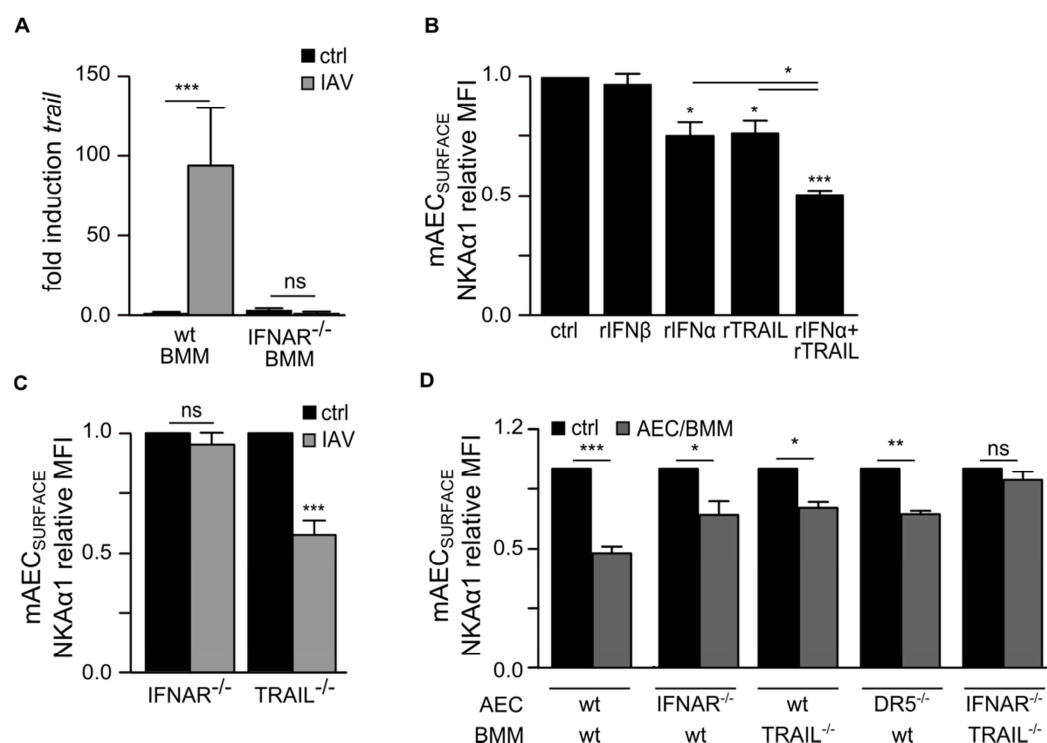 A
ctrl
IAV
fold induction trail
150
100
50
0.0
***
ns
wt
BMM
IFNAR-/-
BMM
B
mAECSURFACE
NKAα1 relative MFI
1.0
0.5
0.0
*
*
*
***
ctrl
rIFNβ
rIFNα
rTRAIL
rIFNα+
rTRAIL
C
ctrl
IAV
mAECSURFACE
NKAα1 relative MFI
1.0
0.5
0.0
ns
***
IFNAR-/-
TRAIL-/-
D
ctrl
AEC/BMM
mAECSURFACE
NKAα1 relative MFI
1.2
0.5
0.0
***
*
*
**
ns
AEC wt IFNAR-/- wt DR5-/- IFNAR-/-
BMM wt wt TRAIL-/- wt TRAIL-/-